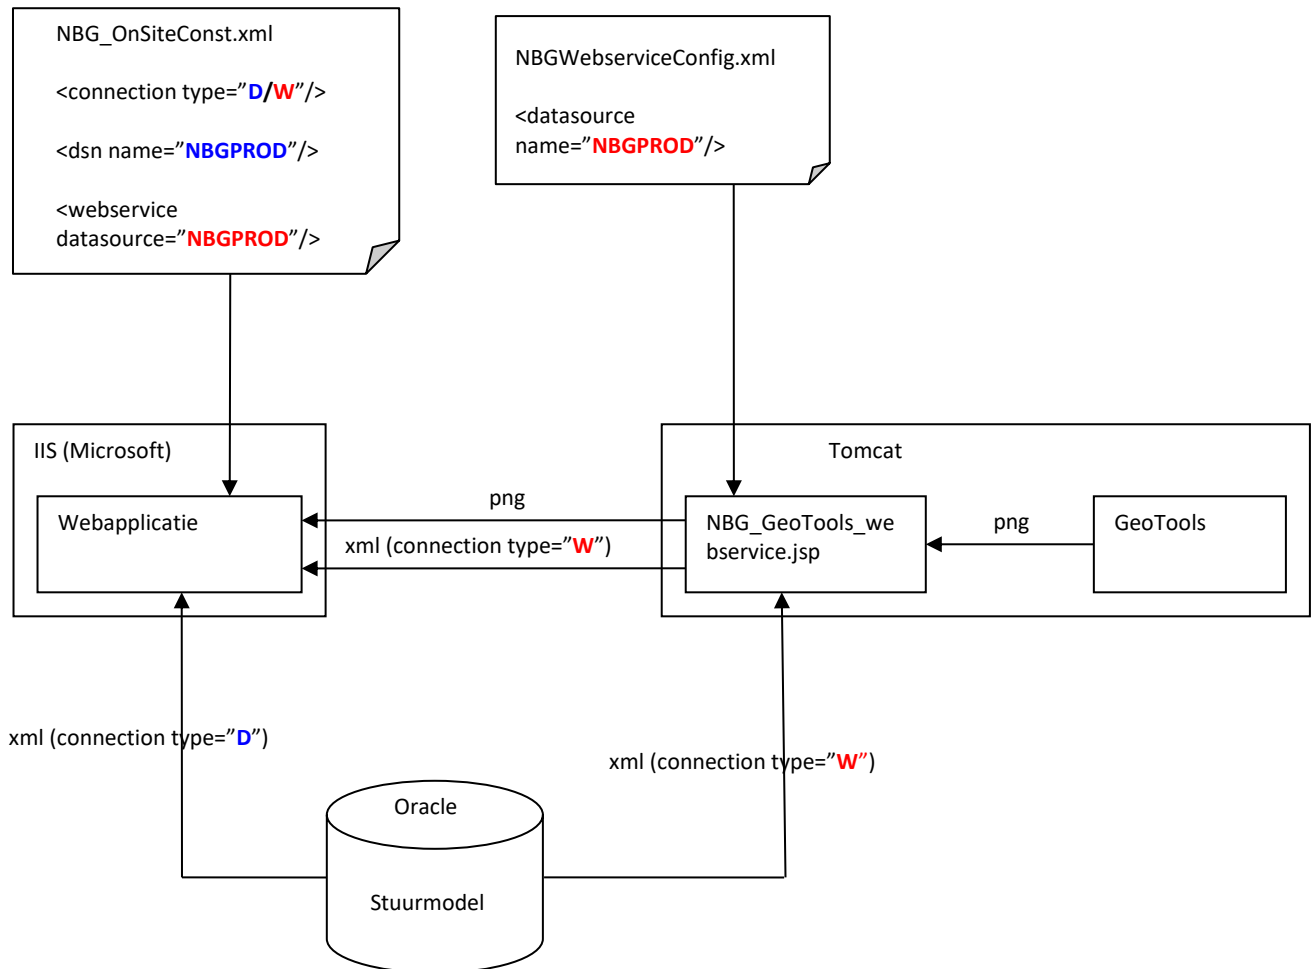 NBG_OnSiteConst.xml
<connection type=”D/W”/>
<dsn name=”NBGPROD”/>
<webservice
datasource=”NBGPROD”/>
NBGWebserviceConfig.xml
<datasource
name=”NBGPROD”/>
IIS (Microsoft)
Webapplicatie
png
xml (connection type=”W”)
Tomcat
NBG_GeoTools_we
bservice.jsp
png
GeoTools
xml (connection type=”D”)
xml (connection type=”W”)
Oracle
Stuurmodel